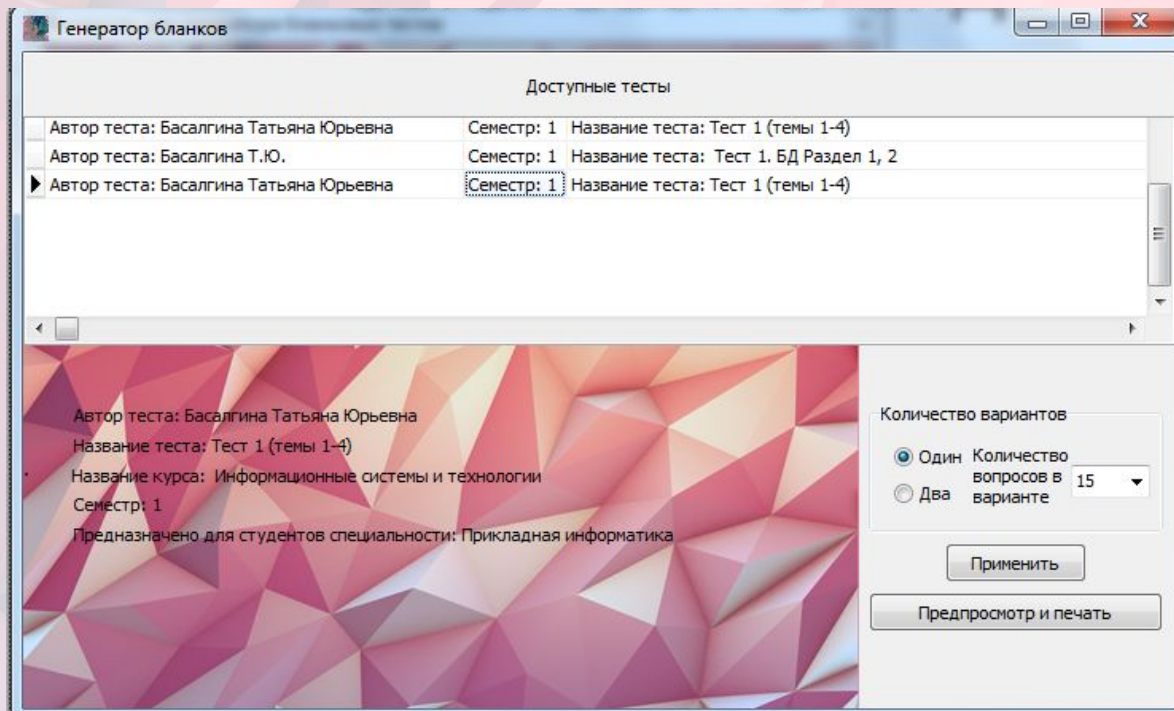 Генератор бланков
Доступные тесты
Автор теста: Басалгина Татьяна Юрьевна Семестр: 1 Название теста: Тест 1 (темы 1-4)
Автор теста: Басалгина Т.Ю. Семестр: 1 Название теста: Тест 1. БД Раздел 1, 2
Автор теста: Басалгина Татьяна Юрьевна Семестр: 1 Название теста: Тест 1 (темы 1-4)
Автор теста: Басалгина Татьяна Юрьевна
Название теста: Тест 1 (темы 1-4)
Название курса: Информационные системы и технологии
Семестр: 1
Предназначено для студентов специальности: Прикладная информатика
Количество вариантов
Один
Два
Количество
вопросов в
варианте
15
Применить
Предпросмотр и печать